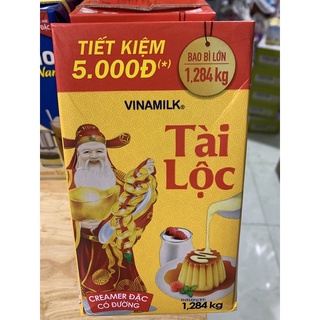 TIẾT KIỆM
5.000Đ(*)
BAO BÌ LỚN
1,284 kg
VINAMILK®
Tài
Lộc
CREAMER ĐẶC
CÓ ĐƯỜNG
1,284 kg